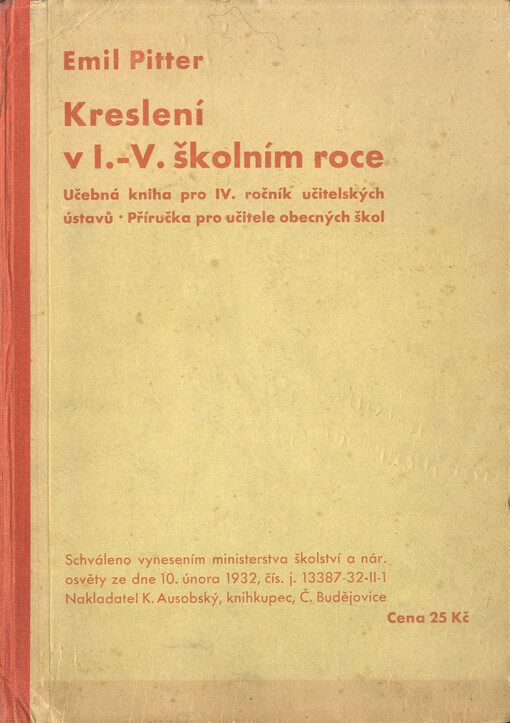 Emil Pitter
Kreslení
v I.-V. školním roce
Učebná kniha pro IV. ročník učitelských
ústavů • Příručka pro učitele obecných škol
Schváleno vynesením ministerstva školství a nár.
osvěty ze dne 10. února 1932, čís. j. 13387-32-II-1
Nakladatel K. Ausobský, knihkupec, Č. Budějovice
Cena 25 Kč